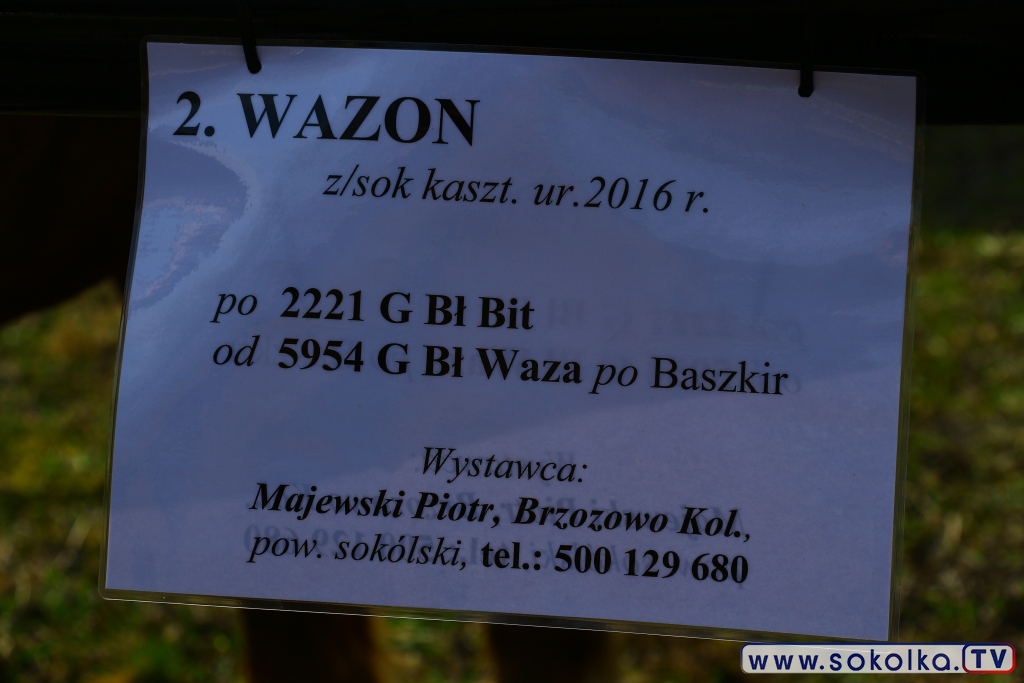 2. WAZON
z/sok kaszt. ur.2016 r.
po 2221 G Bł Bit
od 5954 G Bł Waza po Baszkir
Wystawca:
Majewski Piotr, Brzozowo Kol.,
pow. sokólski, tel.: 500 129 680
www.sokolka.TV